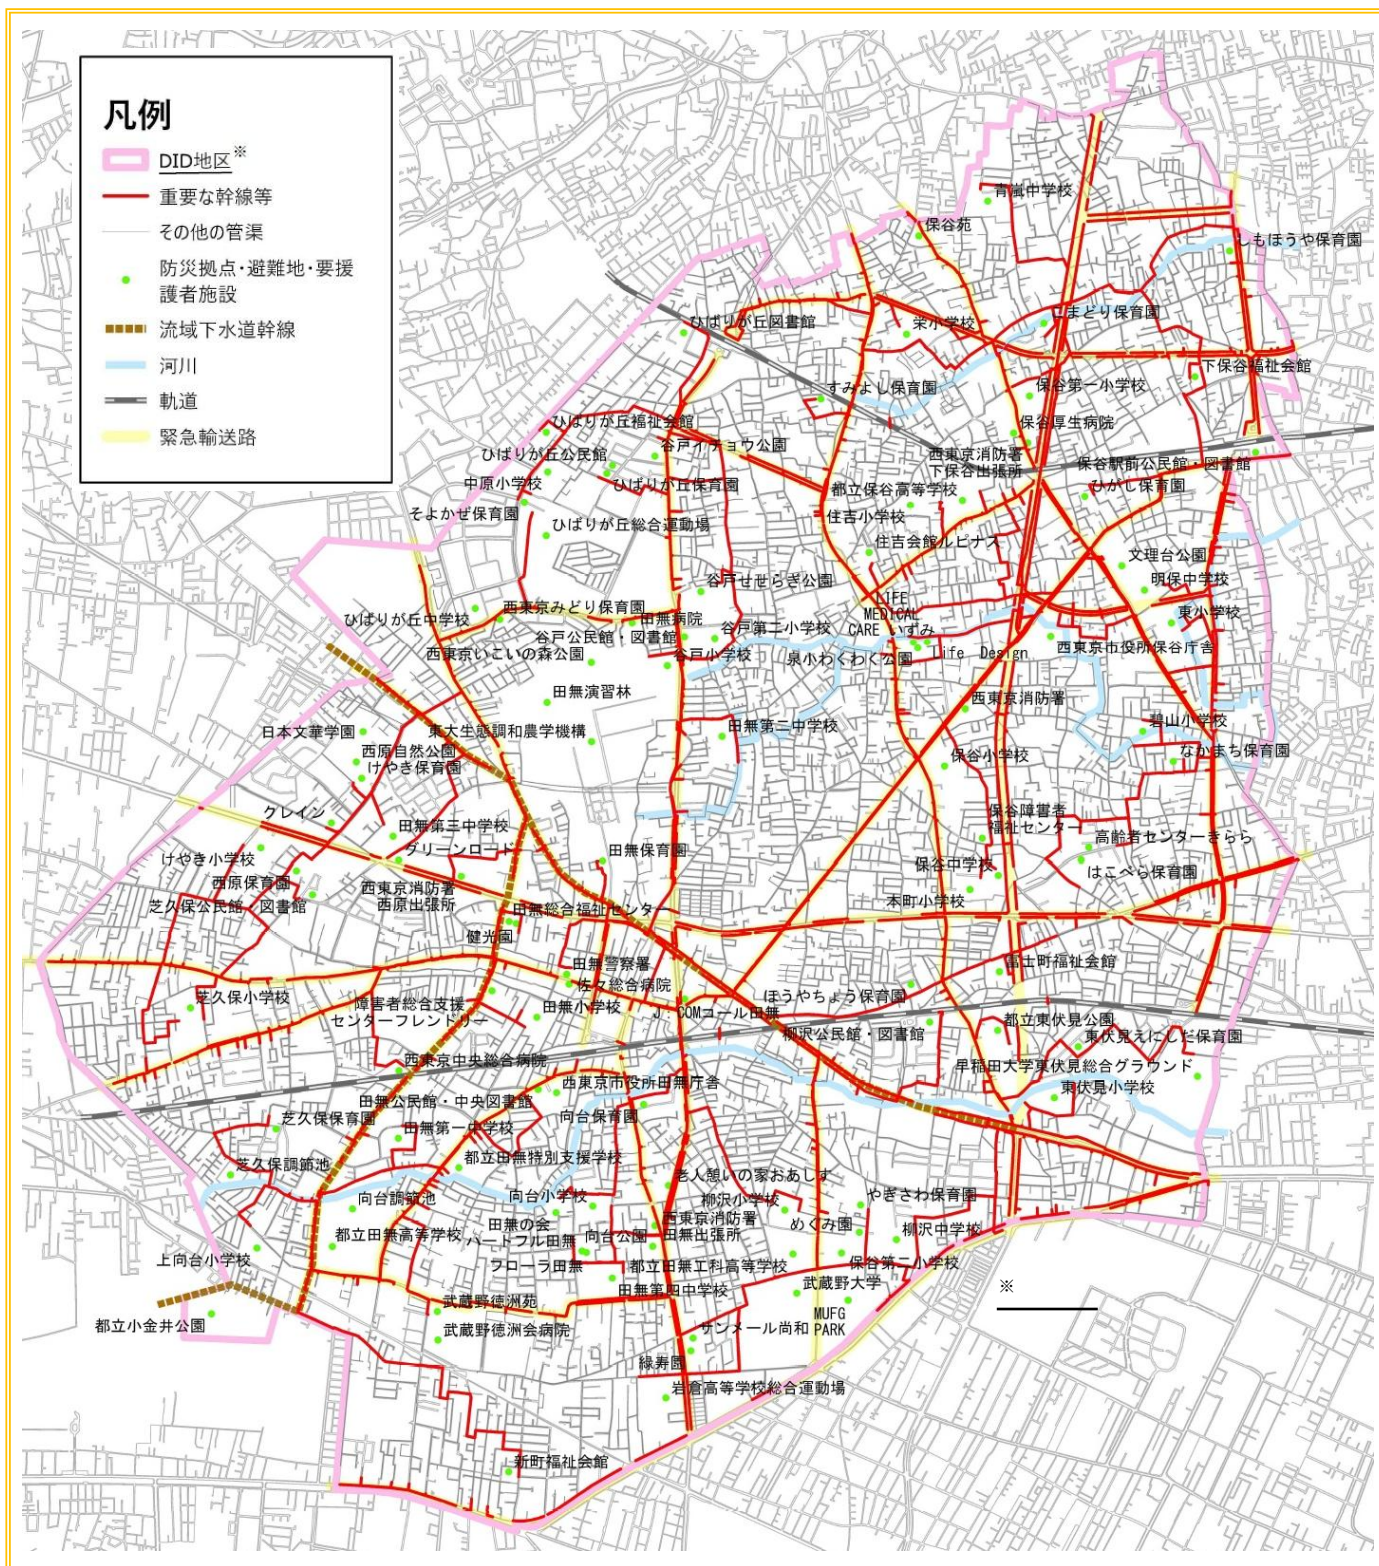 凡例
DID地区※
重要な幹線等
その他の管渠
防災拠点・避難地・要援
護者施設
流域下水道幹線
河川
軌道
緊急輸送路
青嵐中学校
保谷苑
しもほうや保育園
こまどり保育園
ひばりが丘図書館
栄小学校
下保谷福祉会館
すみよし保育園
保谷第一小学校
ひばりが丘福祉会館
保谷厚生病院
谷戸イチョウ公園
ひばりが丘公民館
西東京消防署
下保谷出張所
保谷駅前公民館・図書館
中原小学校
ひばりが丘保育園
都立保谷高等学校
ひがし保育園
そよかぜ保育園
ひばりが丘総合運動場
住吉小学校
住吉会館ルピナス
文理台公園
谷戸せせらぎ公園
明保中学校
LIFE
MEDICAL
CARE いずみ
西東京みどり保育園
東小学校
ひばりが丘中学校
田無病院
谷戸公民館・図書館
谷戸第二小学校
西東京いこいの森公園
谷戸小学校
泉小わくわく公園
Life Design
西東京市役所保谷庁舎
田無演習林
西東京消防署
日本文華学園
東大生態調和農学機構
田無第二中学校
碧山小学校
西原自然公園
けやき保育園
保谷小学校
なかまち保育園
クレイン
田無第三中学校
グリーンロード
保谷障害者
福祉センター
高齢者センターきらら
けやき小学校
田無保育園
保谷中学校
はこべら保育園
西原保育園
西東京消防署
西原出張所
芝久保公民館・図書館
田無総合福祉センター
本町小学校
健光園
田無警察署
富士町福祉会館
佐々総合病院
芝久保小学校
障害者総合支援
センターフレンドリー
田無小学校
J:COMコール田無
ほうやちょう保育園
柳沢公民館・図書館
都立東伏見公園
東伏見えにしだ保育園
西東京中央総合病院
早稲田大学東伏見総合グラウンド
西東京市役所田無庁舎
東伏見小学校
田無公民館・中央図書館
向台保育園
芝久保保育園
田無第一中学校
芝久保調節池
都立田無特別支援学校
老人憩いの家おあしす
向台調節池
向台小学校
柳沢小学校
やぎさわ保育園
田無の会
ハートフル田無
向台公園
西東京消防署
田無出張所
めぐみ園
柳沢中学校
都立田無高等学校
上向台小学校
フローラ田無
都立田無工科高等学校
保谷第二小学校
田無第四中学校
武蔵野大学
※
武蔵野徳洲苑
都立小金井公園
武蔵野徳洲会病院
サンメール尚和
MUFG
PARK
緑寿園
岩倉高等学校総合運動場
新町福祉会館